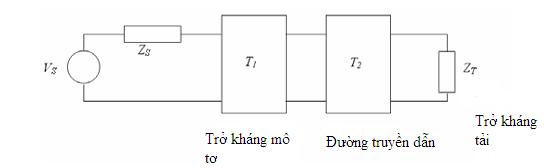 Z_S
T_1
T_2
V_S
Z_T
Trở kháng mô
tơ
Đường truyền dẫn
Trở kháng
tải